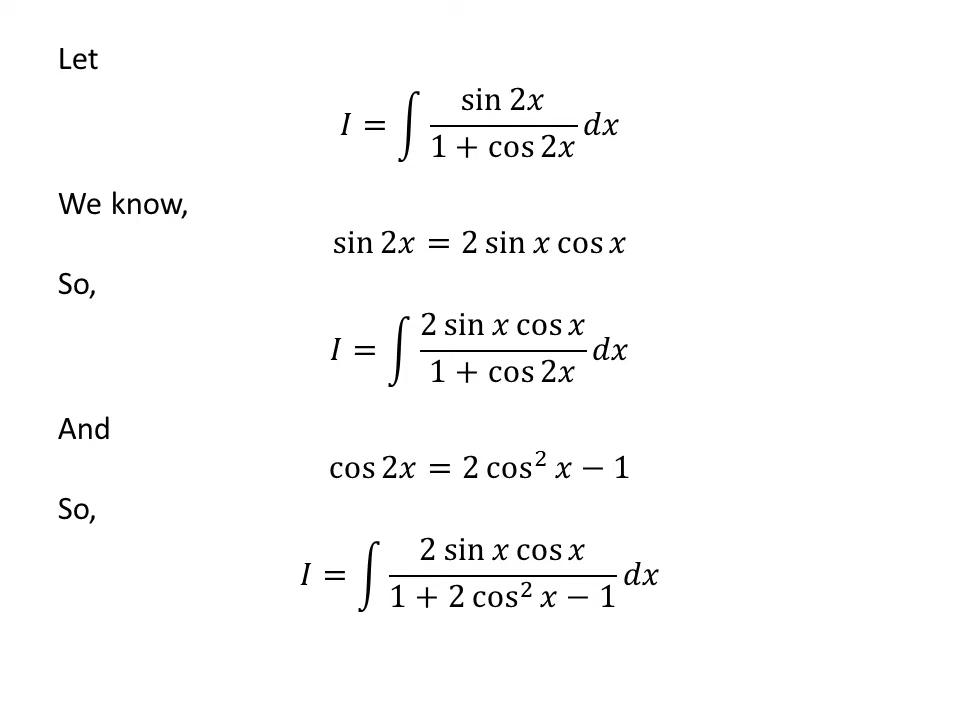 Let
I = ∫ sin 2x / (1 + cos 2x) dx
We know,
sin 2x = 2 sin x cos x
So,
I = ∫ 2 sin x cos x / (1 + cos 2x) dx
And
cos 2x = 2 cos² x − 1
So,
I = ∫ 2 sin x cos x / (1 + 2 cos² x − 1) dx